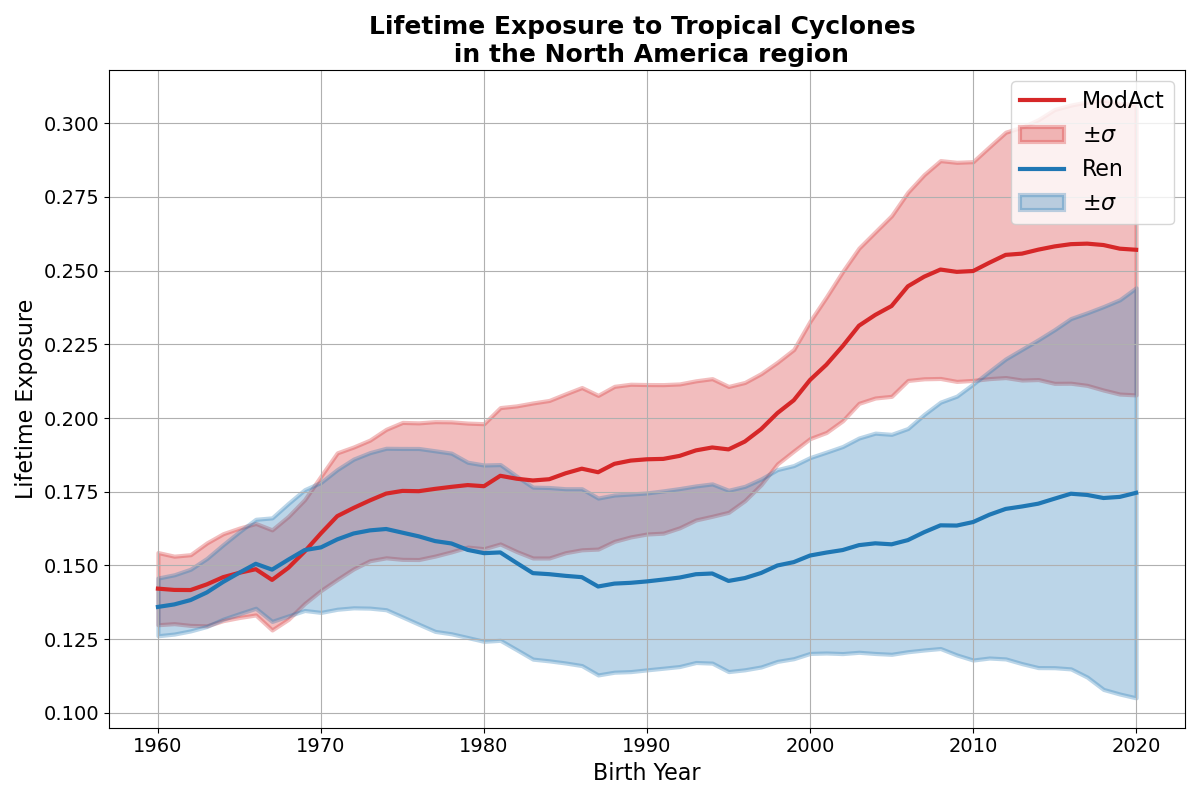 Lifetime Exposure to Tropical Cyclones
in the North America region
Lifetime Exposure
0.300
0.275
0.250
0.225
0.200
0.175
0.150
0.125
0.100
ModAct
±σ
Ren
±σ
1960 1970 1980 1990 2000 2010 2020
Birth Year